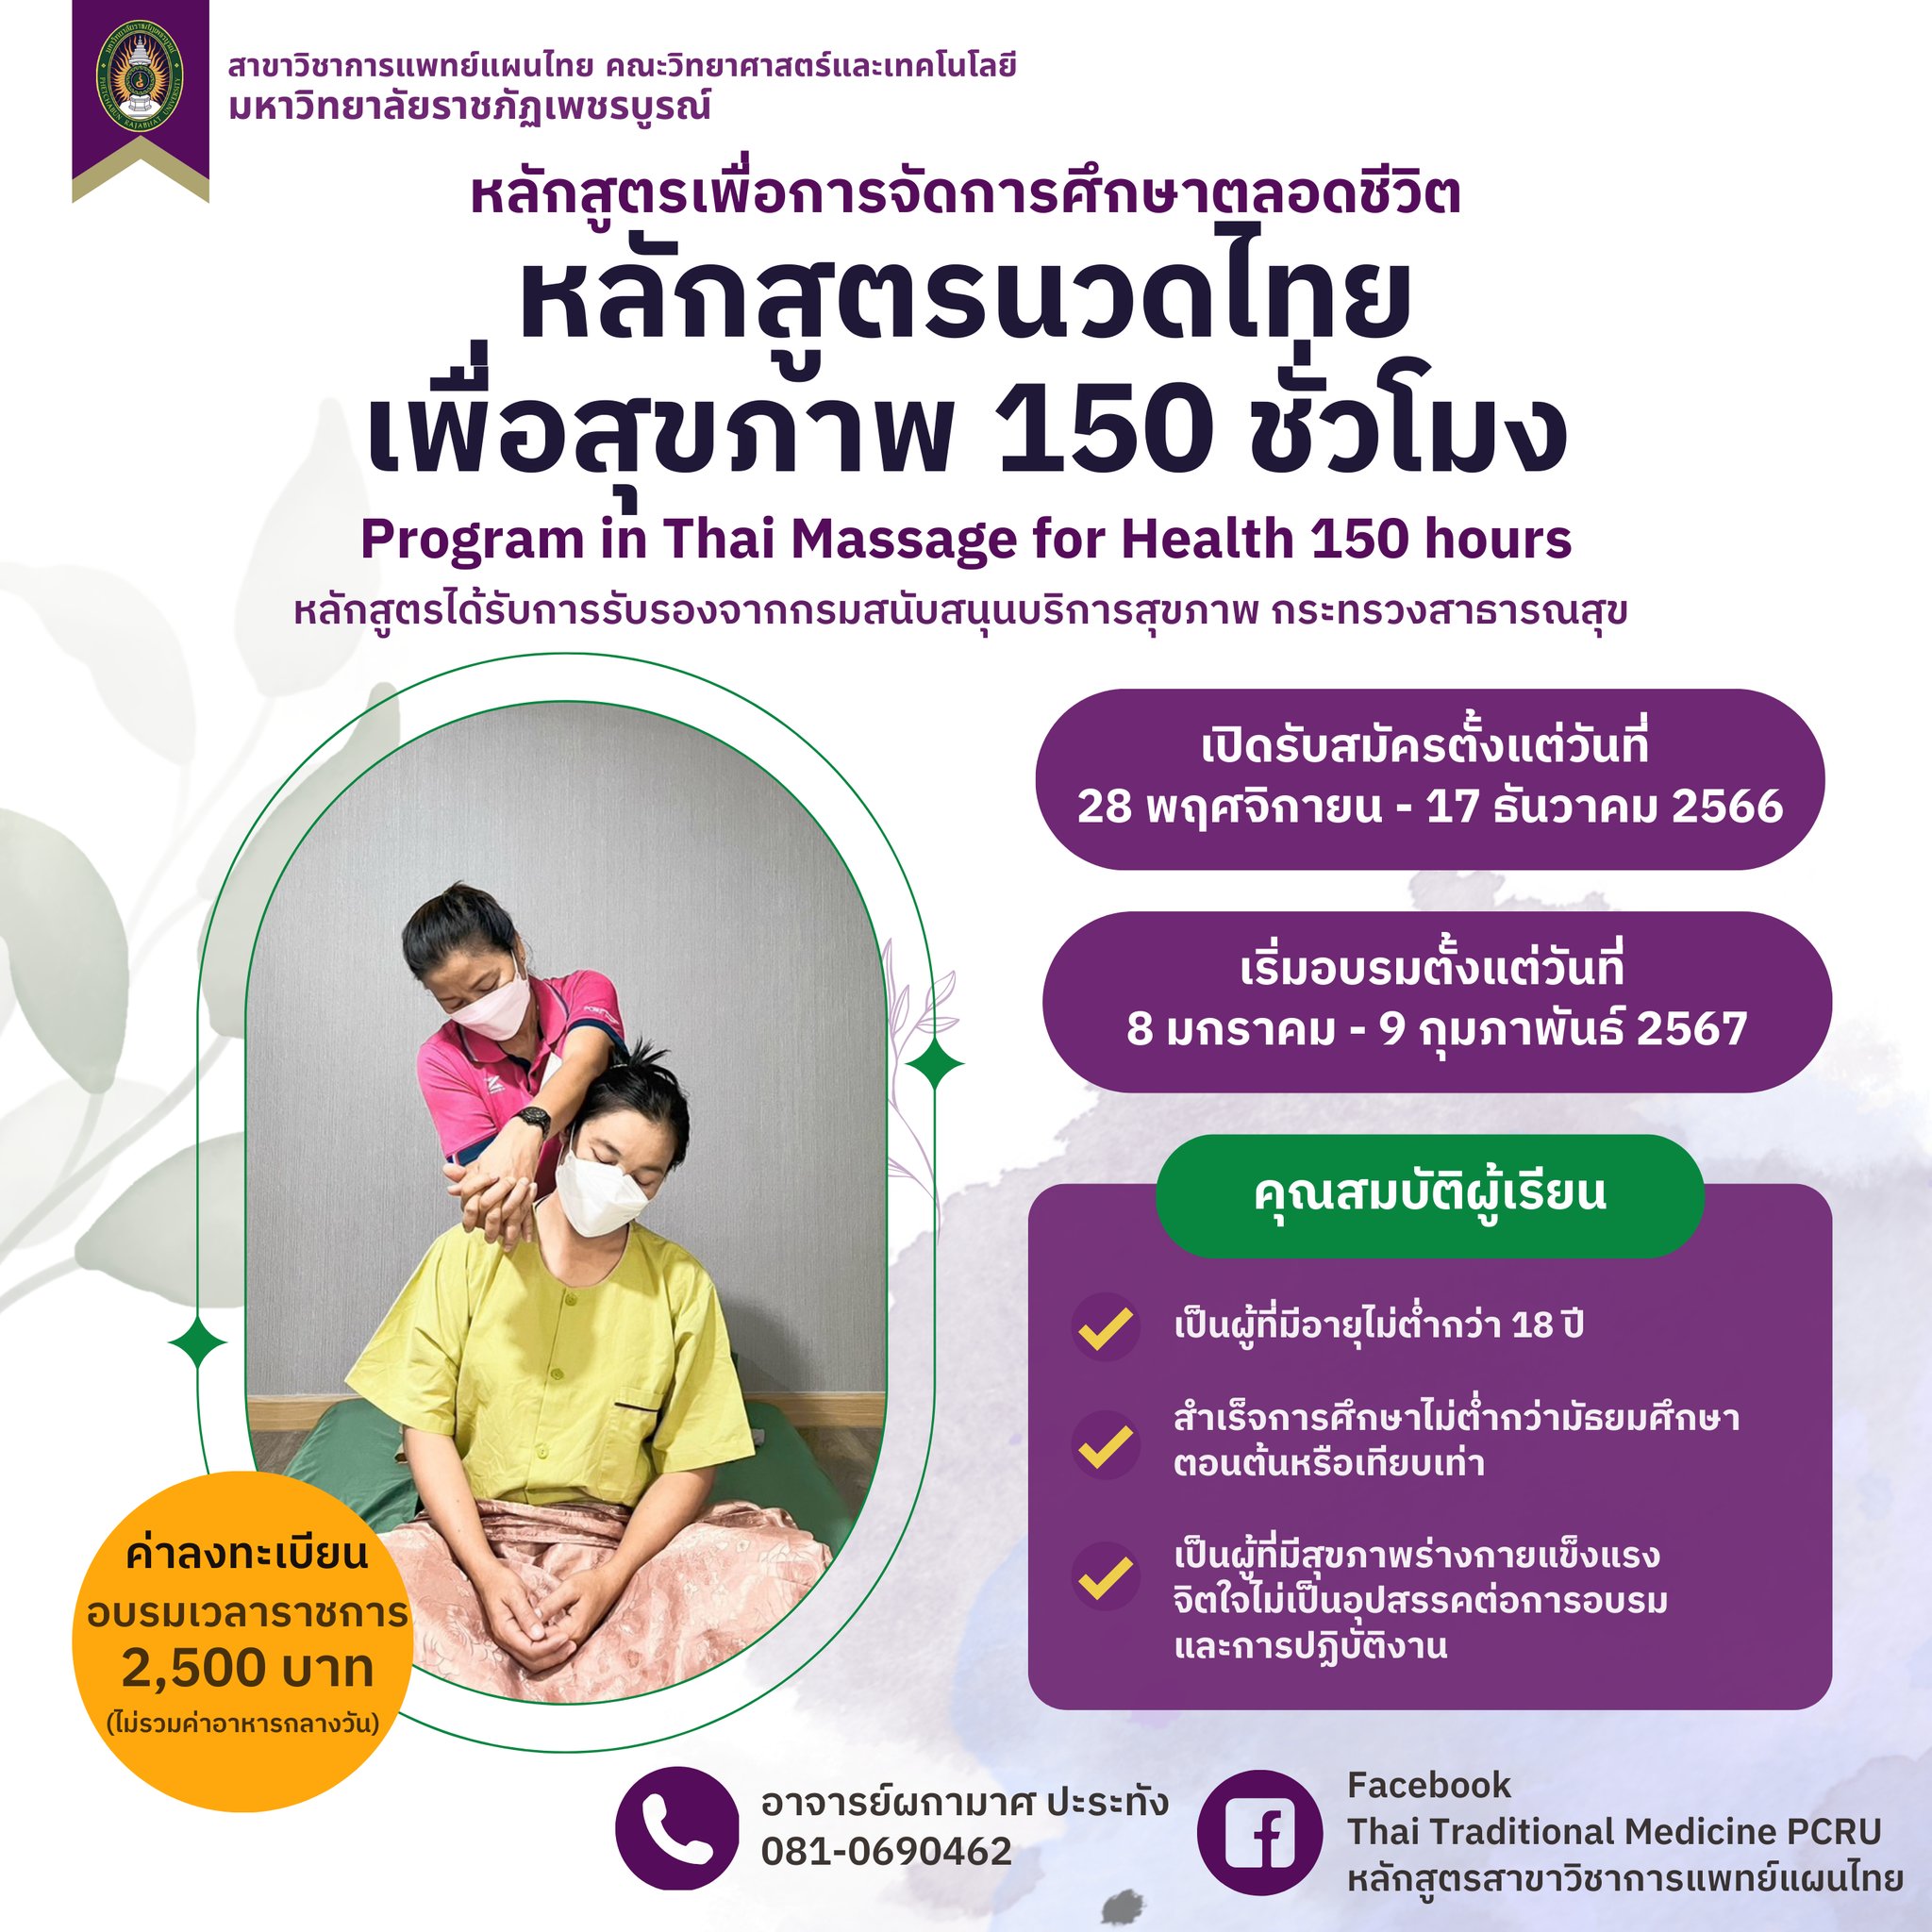 สาขาวิชาการแพทย์แผนไทย คณะวิทยาศาสตร์และเทคโนโลยี
มหาวิทยาลัยราชภัฏเพชรบูรณ์
หลักสูตรเพื่อการจัดการศึกษาตลอดชีวิต
หลักสูตรนวดไทย
เพื่อสุขภาพ 150 ชั่วโมง
Program in Thai Massage for Health 150 hours
หลักสูตรได้รับการรับรองจากกรมสนับสนุนบริการสุขภาพ กระทรวงสาธารณสุข
เปิดรับสมัครตั้งแต่วันที่
28 พฤศจิกายน - 17 ธันวาคม 2566
เริ่มอบรมตั้งแต่วันที่
8 มกราคม - 9 กุมภาพันธ์ 2567
คุณสมบัติผู้เรียน
เป็นผู้ที่มีอายุไม่ต่ำกว่า 18 ปี
สำเร็จการศึกษาไม่ต่ำกว่ามัธยมศึกษา
ตอนต้นหรือเทียบเท่า
เป็นผู้ที่มีสุขภาพร่างกายแข็งแรง
จิตใจไม่เป็นอุปสรรคต่อการอบรม
และการปฏิบัติงาน
ค่าลงทะเบียน
อบรมเวลาราชการ
2,500 บาท
(ไม่รวมค่าอาหารกลางวัน)
อาจารย์ผกามาศ ปะระทัง
081-0690462
Facebook
Thai Traditional Medicine PCRU
หลักสูตรสาขาวิชาการแพทย์แผนไทย